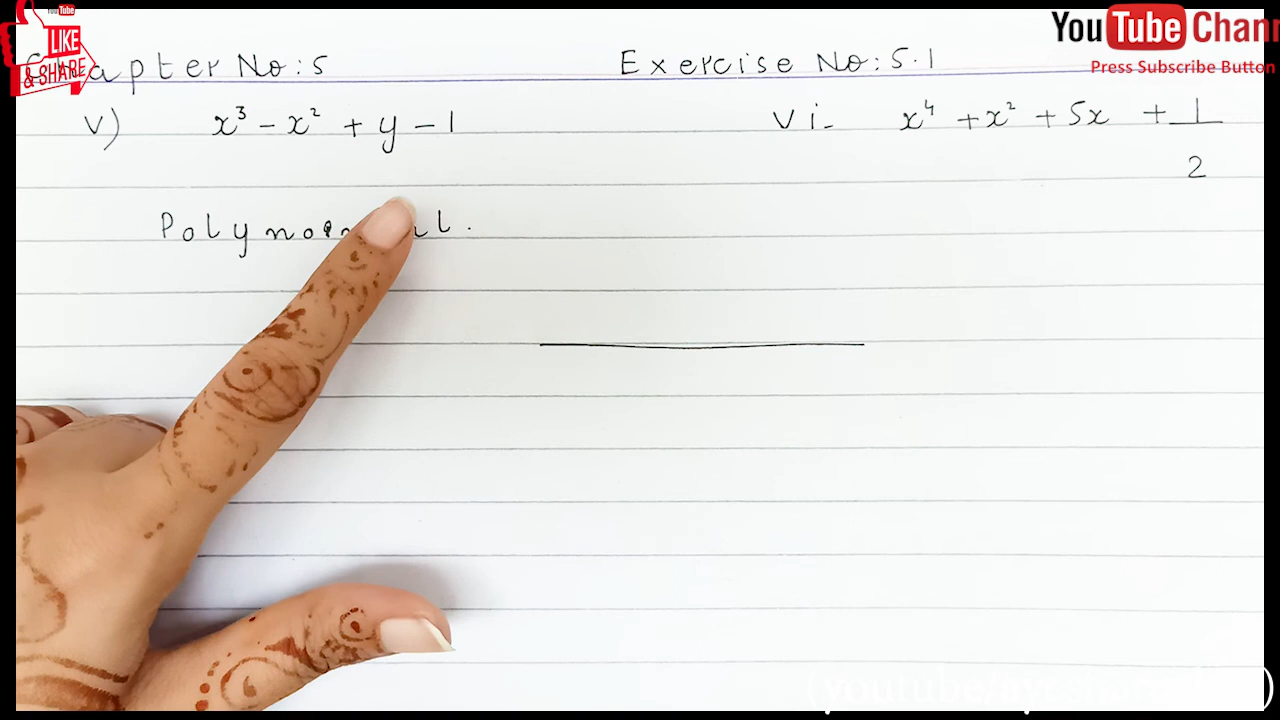 YouTube
LIKE
& SHARE
Chapter No: 5 Exercise No: 5.1
YouTube Chann
Press Subscribe Button
v) x³ - x² + y - 1
vi- x⁴ + x² + 5x + 1/2